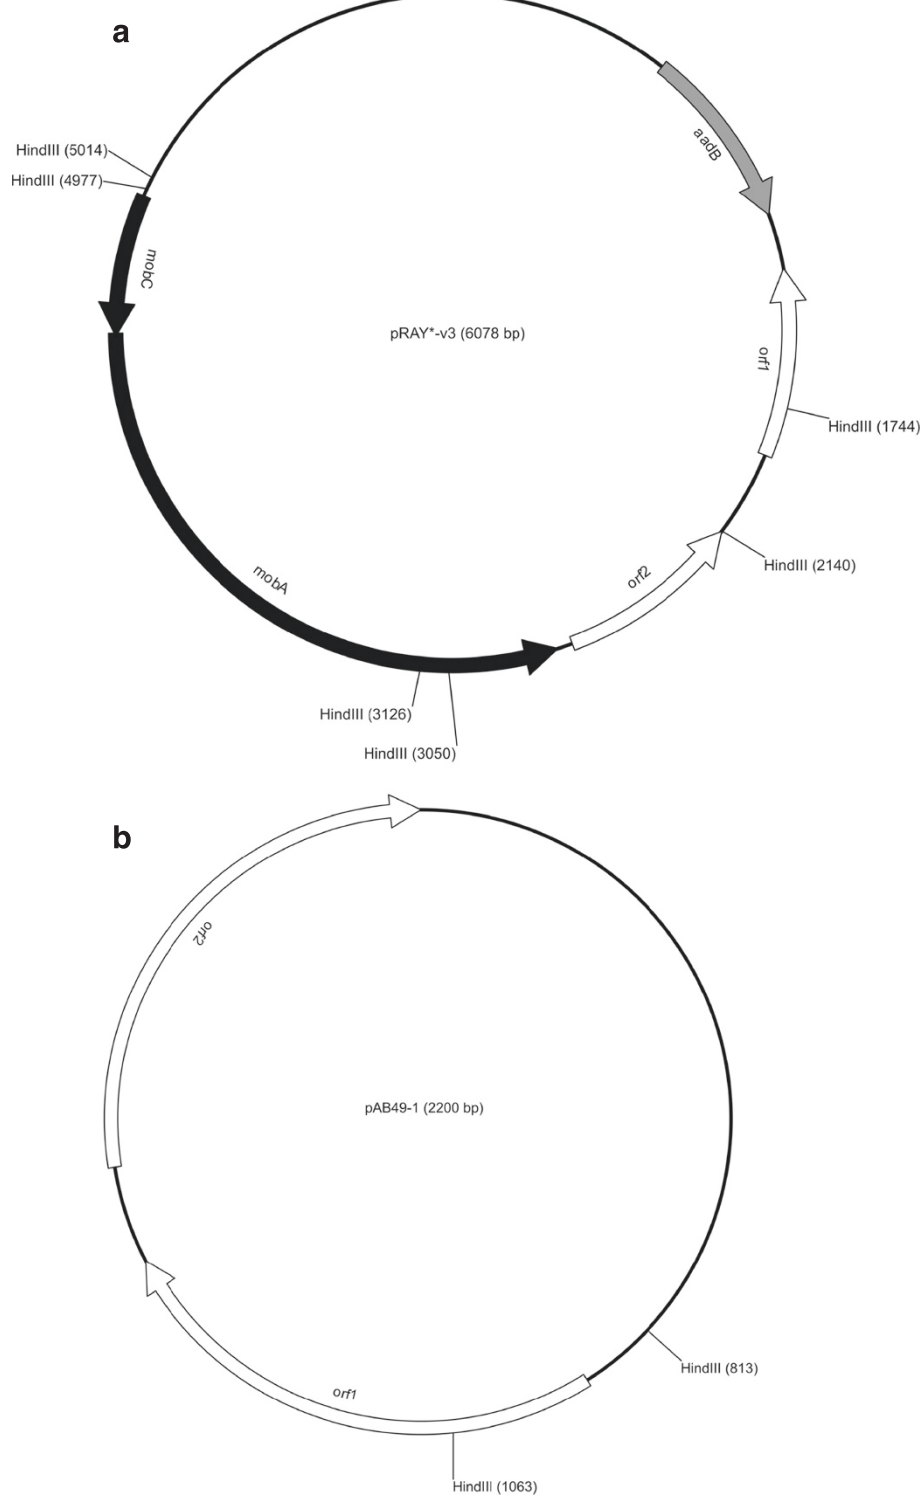 a
aadB
HindIII (5014)
HindIII (4977)
mobC
pRAY*-v3 (6078 bp)
orf1
HindIII (1744)
HindIII (2140)
orf2
mobA
HindIII (3126)
HindIII (3050)
b
orf2
pAB49-1 (2200 bp)
HindIII (813)
orf1
HindIII (1063)